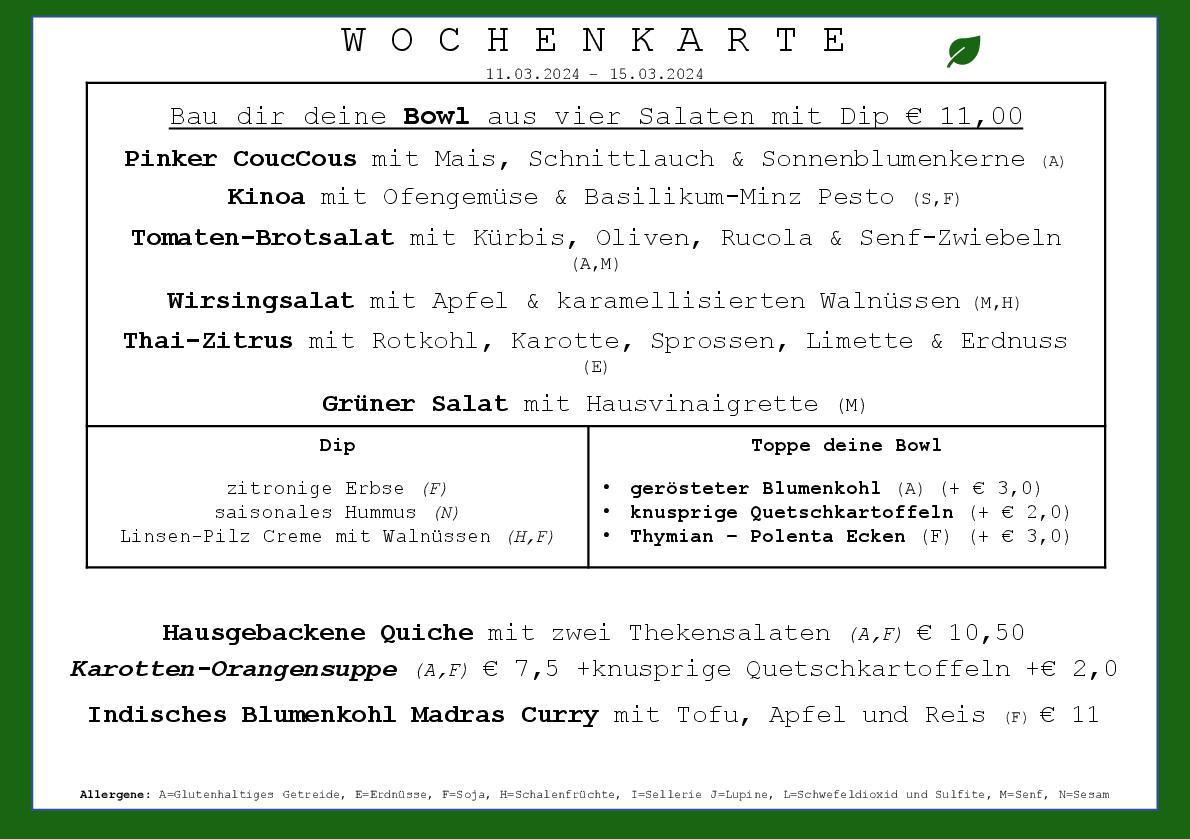 WOCHENKARTE
11.03.2024 – 15.03.2024
Bau dir deine Bowl aus vier Salaten mit Dip € 11,00
Pinker CoucCous mit Mais, Schnittlauch & Sonnenblumenkerne (A)
Kinoa mit Ofengemüse & Basilikum-Minz Pesto (S,F)
Tomaten-Brotsalat mit Kürbis, Oliven, Rucola & Senf-Zwiebeln
(A,M)
Wirsingsalat mit Apfel & karamellisierten Walnüssen (M,H)
Thai-Zitrus mit Rotkohl, Karotte, Sprossen, Limette & Erdnuss
(E)
Grüner Salat mit Hausvinaigrette (M)
Dip
zitronige Erbse (F)
saisonales Hummus (N)
Linsen-Pilz Creme mit Walnüssen (H,F)
Toppe deine Bowl
• gerösteter Blumenkohl (A) (+ € 3,0)
• knusprige Quetschkartoffeln (+ € 2,0)
• Thymian – Polenta Ecken (F) (+ € 3,0)
Hausgebackene Quiche mit zwei Thekensalaten (A,F) € 10,50
Karotten-Orangensuppe (A,F) € 7,5 +knusprige Quetschkartoffeln +€ 2,0
Indisches Blumenkohl Madras Curry mit Tofu, Apfel und Reis (F) € 11
Allergene: A=Glutenhaltiges Getreide, E=Erdnüsse, F=Soja, H=Schalenfrüchte, I=Sellerie J=Lupine, L=Schwefeldioxid und Sulfite, M=Senf, N=Sesam